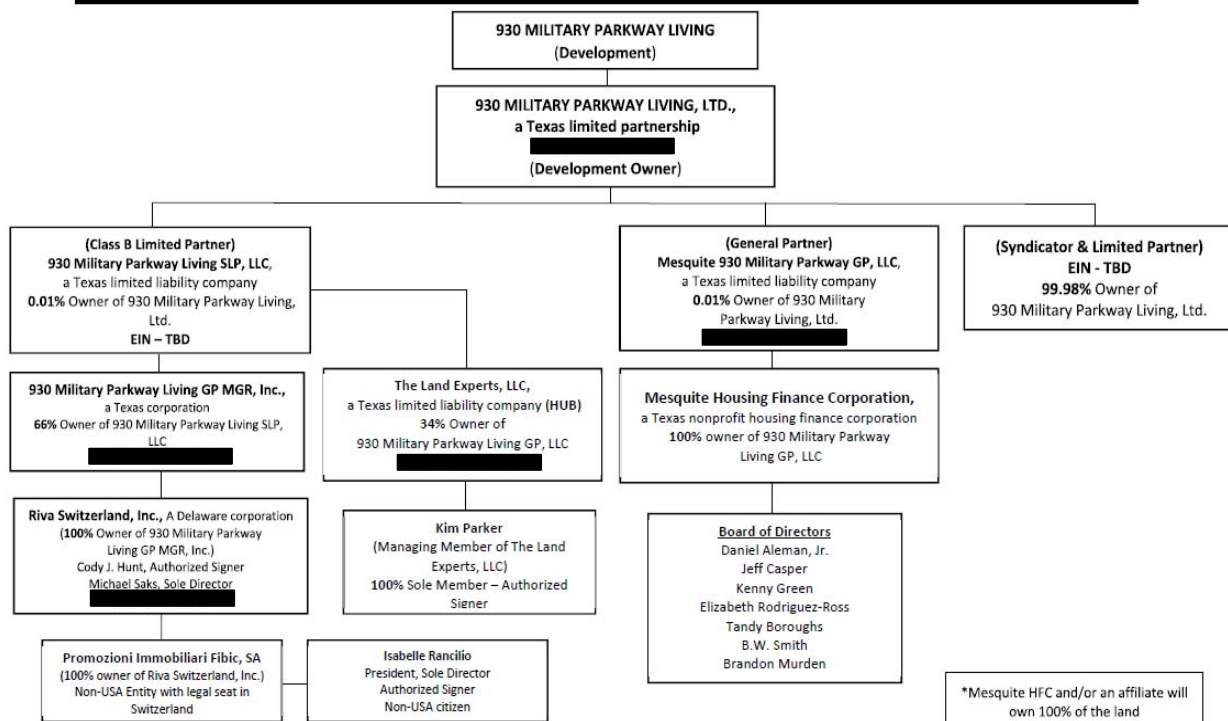 930 MILITARY PARKWAY LIVING
(Development)
930 MILITARY PARKWAY LIVING, LTD.,
a Texas limited partnership
(Development Owner)
(Class B Limited Partner)
930 Military Parkway Living SLP, LLC,
a Texas limited liability company
0.01% Owner of 930 Military Parkway Living,
Ltd.
EIN – TBD
(General Partner)
Mesquite 930 Military Parkway GP, LLC,
a Texas limited liability company
0.01% Owner of 930 Military
Parkway Living, Ltd.
(Syndicator & Limited Partner)
EIN - TBD
99.98% Owner of
930 Military Parkway Living, Ltd.
930 Military Parkway Living GP MGR, Inc.,
a Texas corporation
66% Owner of 930 Military Parkway Living SLP,
LLC
The Land Experts, LLC,
a Texas limited liability company (HUB)
34% Owner of
930 Military Parkway Living GP, LLC
Mesquite Housing Finance Corporation,
a Texas nonprofit housing finance corporation
100% owner of 930 Military Parkway
Living GP, LLC
Riva Switzerland, Inc., A Delaware corporation
(100% Owner of 930 Military Parkway
Living GP MGR, Inc.)
Cody J. Hunt, Authorized Signer
Michael Saks, Sole Director
Kim Parker
(Managing Member of The Land
Experts, LLC)
100% Sole Member – Authorized
Signer
Board of Directors
Daniel Aleman, Jr.
Jeff Casper
Kenny Green
Elizabeth Rodriguez-Ross
Tandy Boroughs
B.W. Smith
Brandon Murden
Promozioni Immobiliari Fibic, SA
(100% owner of Riva Switzerland, Inc.)
Non-USA Entity with legal seat in
Switzerland
Isabelle Rancilio
President, Sole Director
Authorized Signer
Non-USA citizen
*Mesquite HFC and/or an affiliate will
own 100% of the land